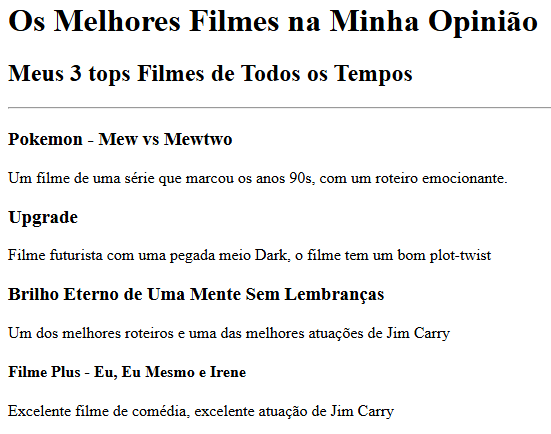 Os Melhores Filmes na Minha Opinião
Meus 3 tops Filmes de Todos os Tempos
Pokemon - Mew vs Mewtwo
Um filme de uma série que marcou os anos 90s, com um roteiro emocionante.
Upgrade
Filme futurista com uma pegada meio Dark, o filme tem um bom plot-twist
Brilho Eterno de Uma Mente Sem Lembranças
Um dos melhores roteiros e uma das melhores atuações de Jim Carry
Filme Plus - Eu, Eu Mesmo e Irene
Excelente filme de comédia, excelente atuação de Jim Carry